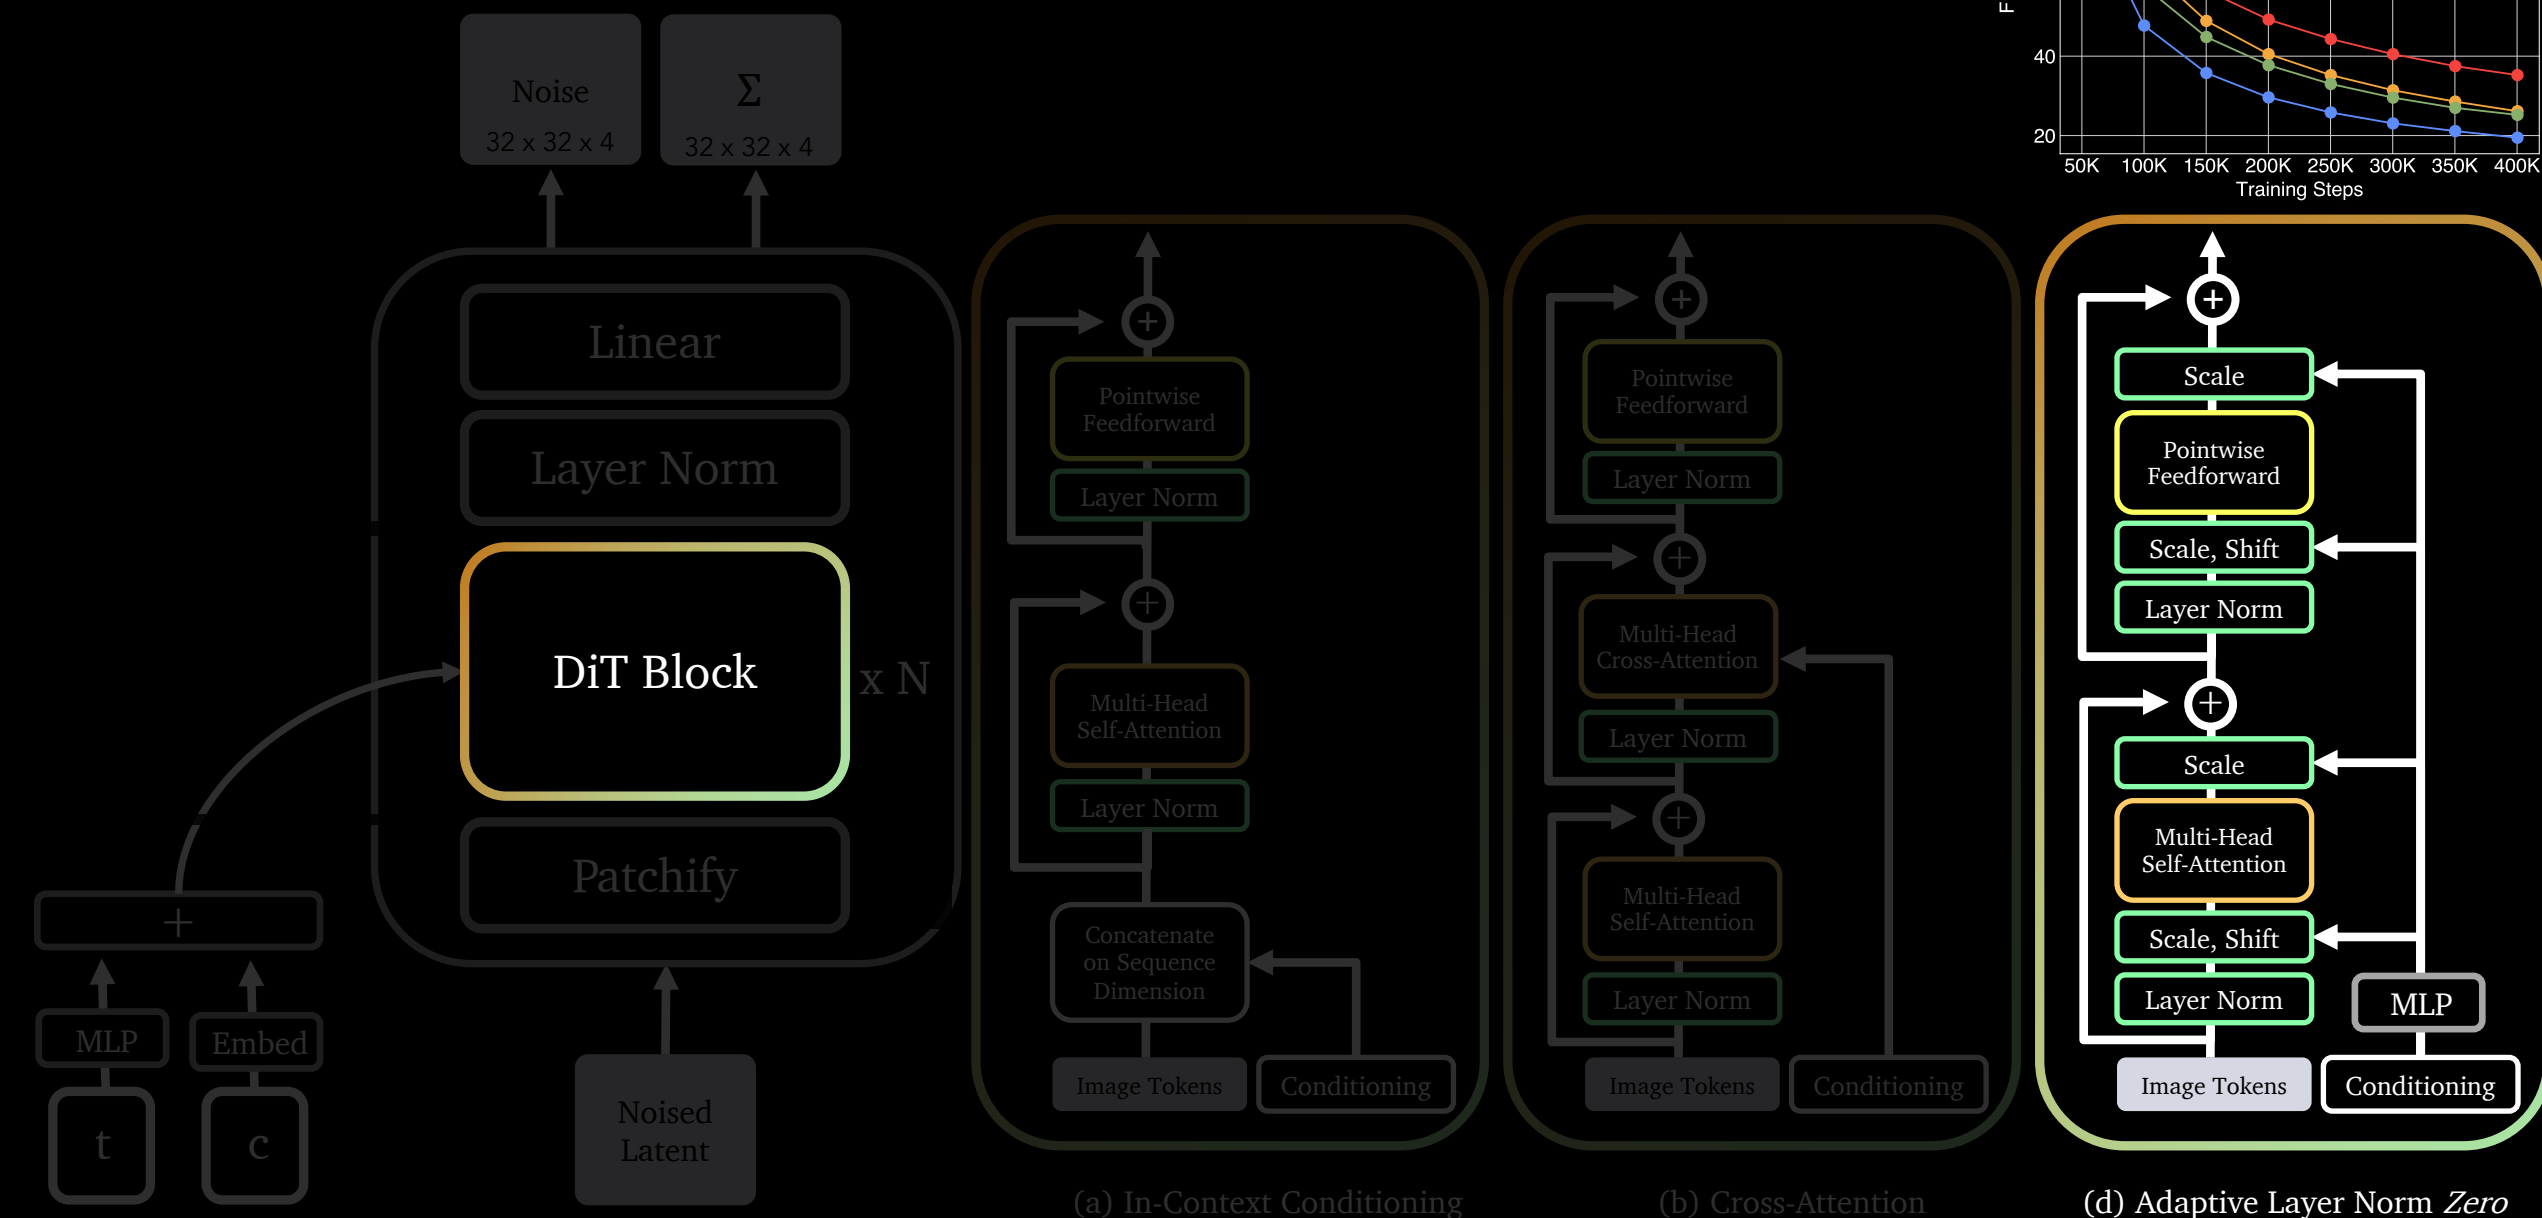 Noise
32 x 32 x 4
Σ
32 x 32 x 4
Linear
Layer Norm
DiT Block
x N
Patchify
+
MLP
Embed
t
c
Noised
Latent
+
Pointwise
Feedforward
Layer Norm
+
Multi-Head
Self-Attention
Layer Norm
Concatenate
on Sequence
Dimension
Image Tokens
Conditioning
(a) In-Context Conditioning
+
Pointwise
Feedforward
Layer Norm
+
Multi-Head
Cross-Attention
Layer Norm
+
Multi-Head
Self-Attention
Layer Norm
Image Tokens
Conditioning
(b) Cross-Attention
F
40
20
50K 100K 150K 200K 250K 300K 350K 400K
Training Steps
+
Scale
Pointwise
Feedforward
Scale, Shift
Layer Norm
+
Scale
Multi-Head
Self-Attention
Scale, Shift
Layer Norm
MLP
Image Tokens
Conditioning
(d) Adaptive Layer Norm Zero